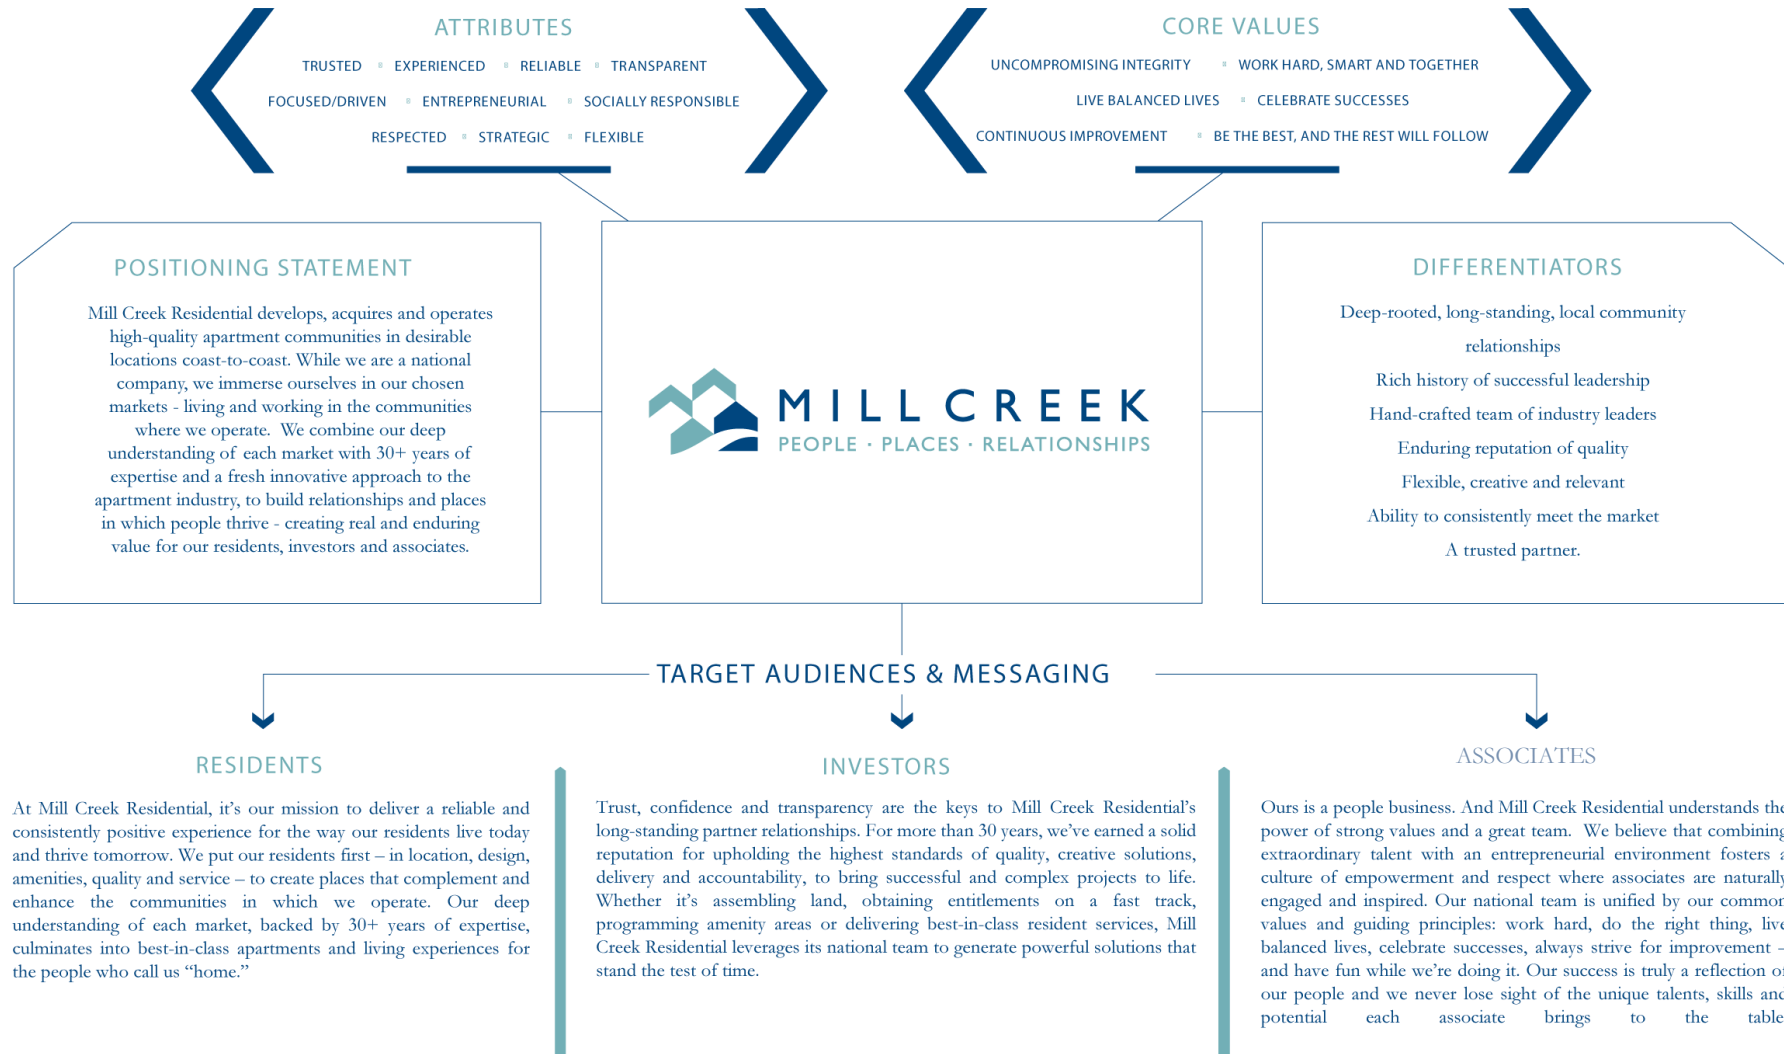 ATTRIBUTES
TRUSTED EXPERIENCED RELIABLE TRANSPARENT
FOCUSED/DRIVEN ENTREPRENEURIAL SOCIALLY RESPONSIBLE
RESPECTED STRATEGIC FLEXIBLE
CORE VALUES
UNCOMPROMISING INTEGRITY WORK HARD, SMART AND TOGETHER
LIVE BALANCED LIVES CELEBRATE SUCCESSES
CONTINUOUS IMPROVEMENT BE THE BEST, AND THE REST WILL FOLLOW
POSITIONING STATEMENT
Mill Creek Residential develops, acquires and operates
high-quality apartment communities in desirable
locations coast-to-coast. While we are a national
company, we immerse ourselves in our chosen
markets - living and working in the communities
where we operate. We combine our deep
understanding of each market with 30+ years of
expertise and a fresh innovative approach to the
apartment industry, to build relationships and places
in which people thrive - creating real and enduring
value for our residents, investors and associates.
MILL CREEK
PEOPLE · PLACES · RELATIONSHIPS
DIFFERENTIATORS
Deep-rooted, long-standing, local community
relationships
Rich history of successful leadership
Hand-crafted team of industry leaders
Enduring reputation of quality
Flexible, creative and relevant
Ability to consistently meet the market
A trusted partner.
TARGET AUDIENCES & MESSAGING
RESIDENTS
At Mill Creek Residential, it's our mission to deliver a reliable and
consistently positive experience for the way our residents live today
and thrive tomorrow. We put our residents first – in location, design,
amenities, quality and service – to create places that complement and
enhance the communities in which we operate. Our deep
understanding of each market, backed by 30+ years of expertise,
culminates into best-in-class apartments and living experiences for
the people who call us “home.”
INVESTORS
Trust, confidence and transparency are the keys to Mill Creek Residential’s
long-standing partner relationships. For more than 30 years, we’ve earned a solid
reputation for upholding the highest standards of quality, creative solutions,
delivery and accountability, to bring successful and complex projects to life.
Whether it’s assembling land, obtaining entitlements on a fast track,
programming amenity areas or delivering best-in-class resident services, Mill
Creek Residential leverages its national team to generate powerful solutions that
stand the test of time.
ASSOCIATES
Ours is a people business. And Mill Creek Residential understands the
power of strong values and a great team. We believe that combining
extraordinary talent with an entrepreneurial environment fosters a
culture of empowerment and respect where associates are naturally
engaged and inspired. Our national team is unified by our common
values and guiding principles: work hard, do the right thing, live
balanced lives, celebrate successes, always strive for improvement –
and have fun while we’re doing it. Our success is truly a reflection of
our people and we never lose sight of the unique talents, skills and
potential each associate brings to the table